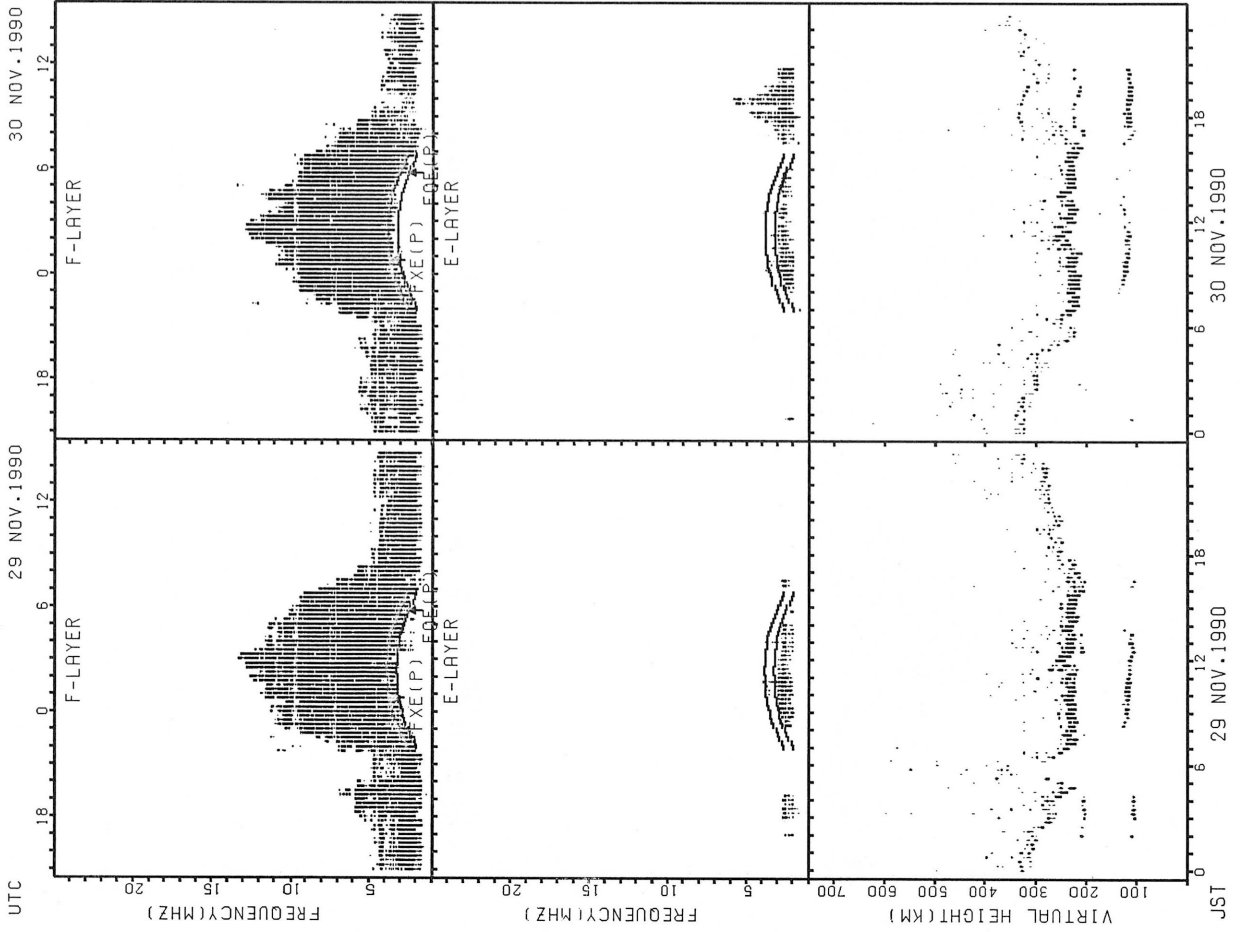 UTC 29 NOV.1990 30 NOV.1990
18 0 6 12 18 0 6 12
F-LAYER F-LAYER
FREQUENCY(MHZ)
20 15 10 5
FXE(P) FOE(P) FXE(P) FOE(P)
E-LAYER E-LAYER
FREQUENCY(MHZ)
20 15 10 5
VIRTUAL HEIGHT(KM)
700 600 500 400 300 200 100
0 6 12 18 0 6 12 18
JST 29 NOV.1990 30 NOV.1990